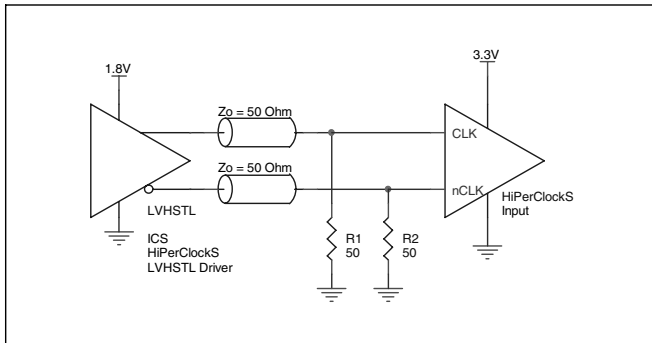 1.8V
3.3V
Zo = 50 Ohm
CLK
Zo = 50 Ohm
nCLK
HiPerClockS
Input
LVHSTL
ICS
HiPerClockS
LVHSTL Driver
R1
50
R2
50